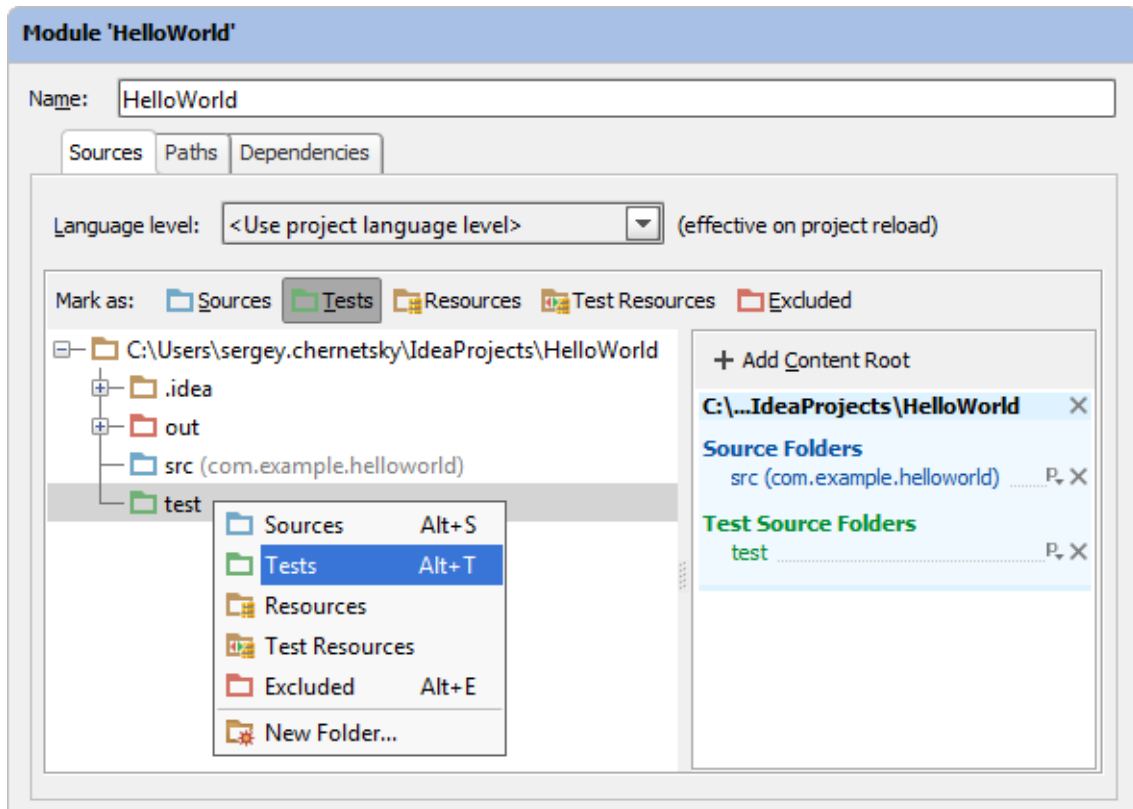 Module 'HelloWorld'
Name: HelloWorld
Sources Paths Dependencies
Language level: <Use project language level> (effective on project reload)
Mark as: Sources Tests Resources Test Resources Excluded
C:\Users\sergey.chernetsky\IdeaProjects\HelloWorld
.idea
out
src (com.example.helloworld)
test
Sources Alt+S
Tests Alt+T
Resources
Test Resources
Excluded Alt+E
New Folder...
+ Add Content Root
C:\...IdeaProjects\HelloWorld
Source Folders
src (com.example.helloworld) P
Test Source Folders
test P